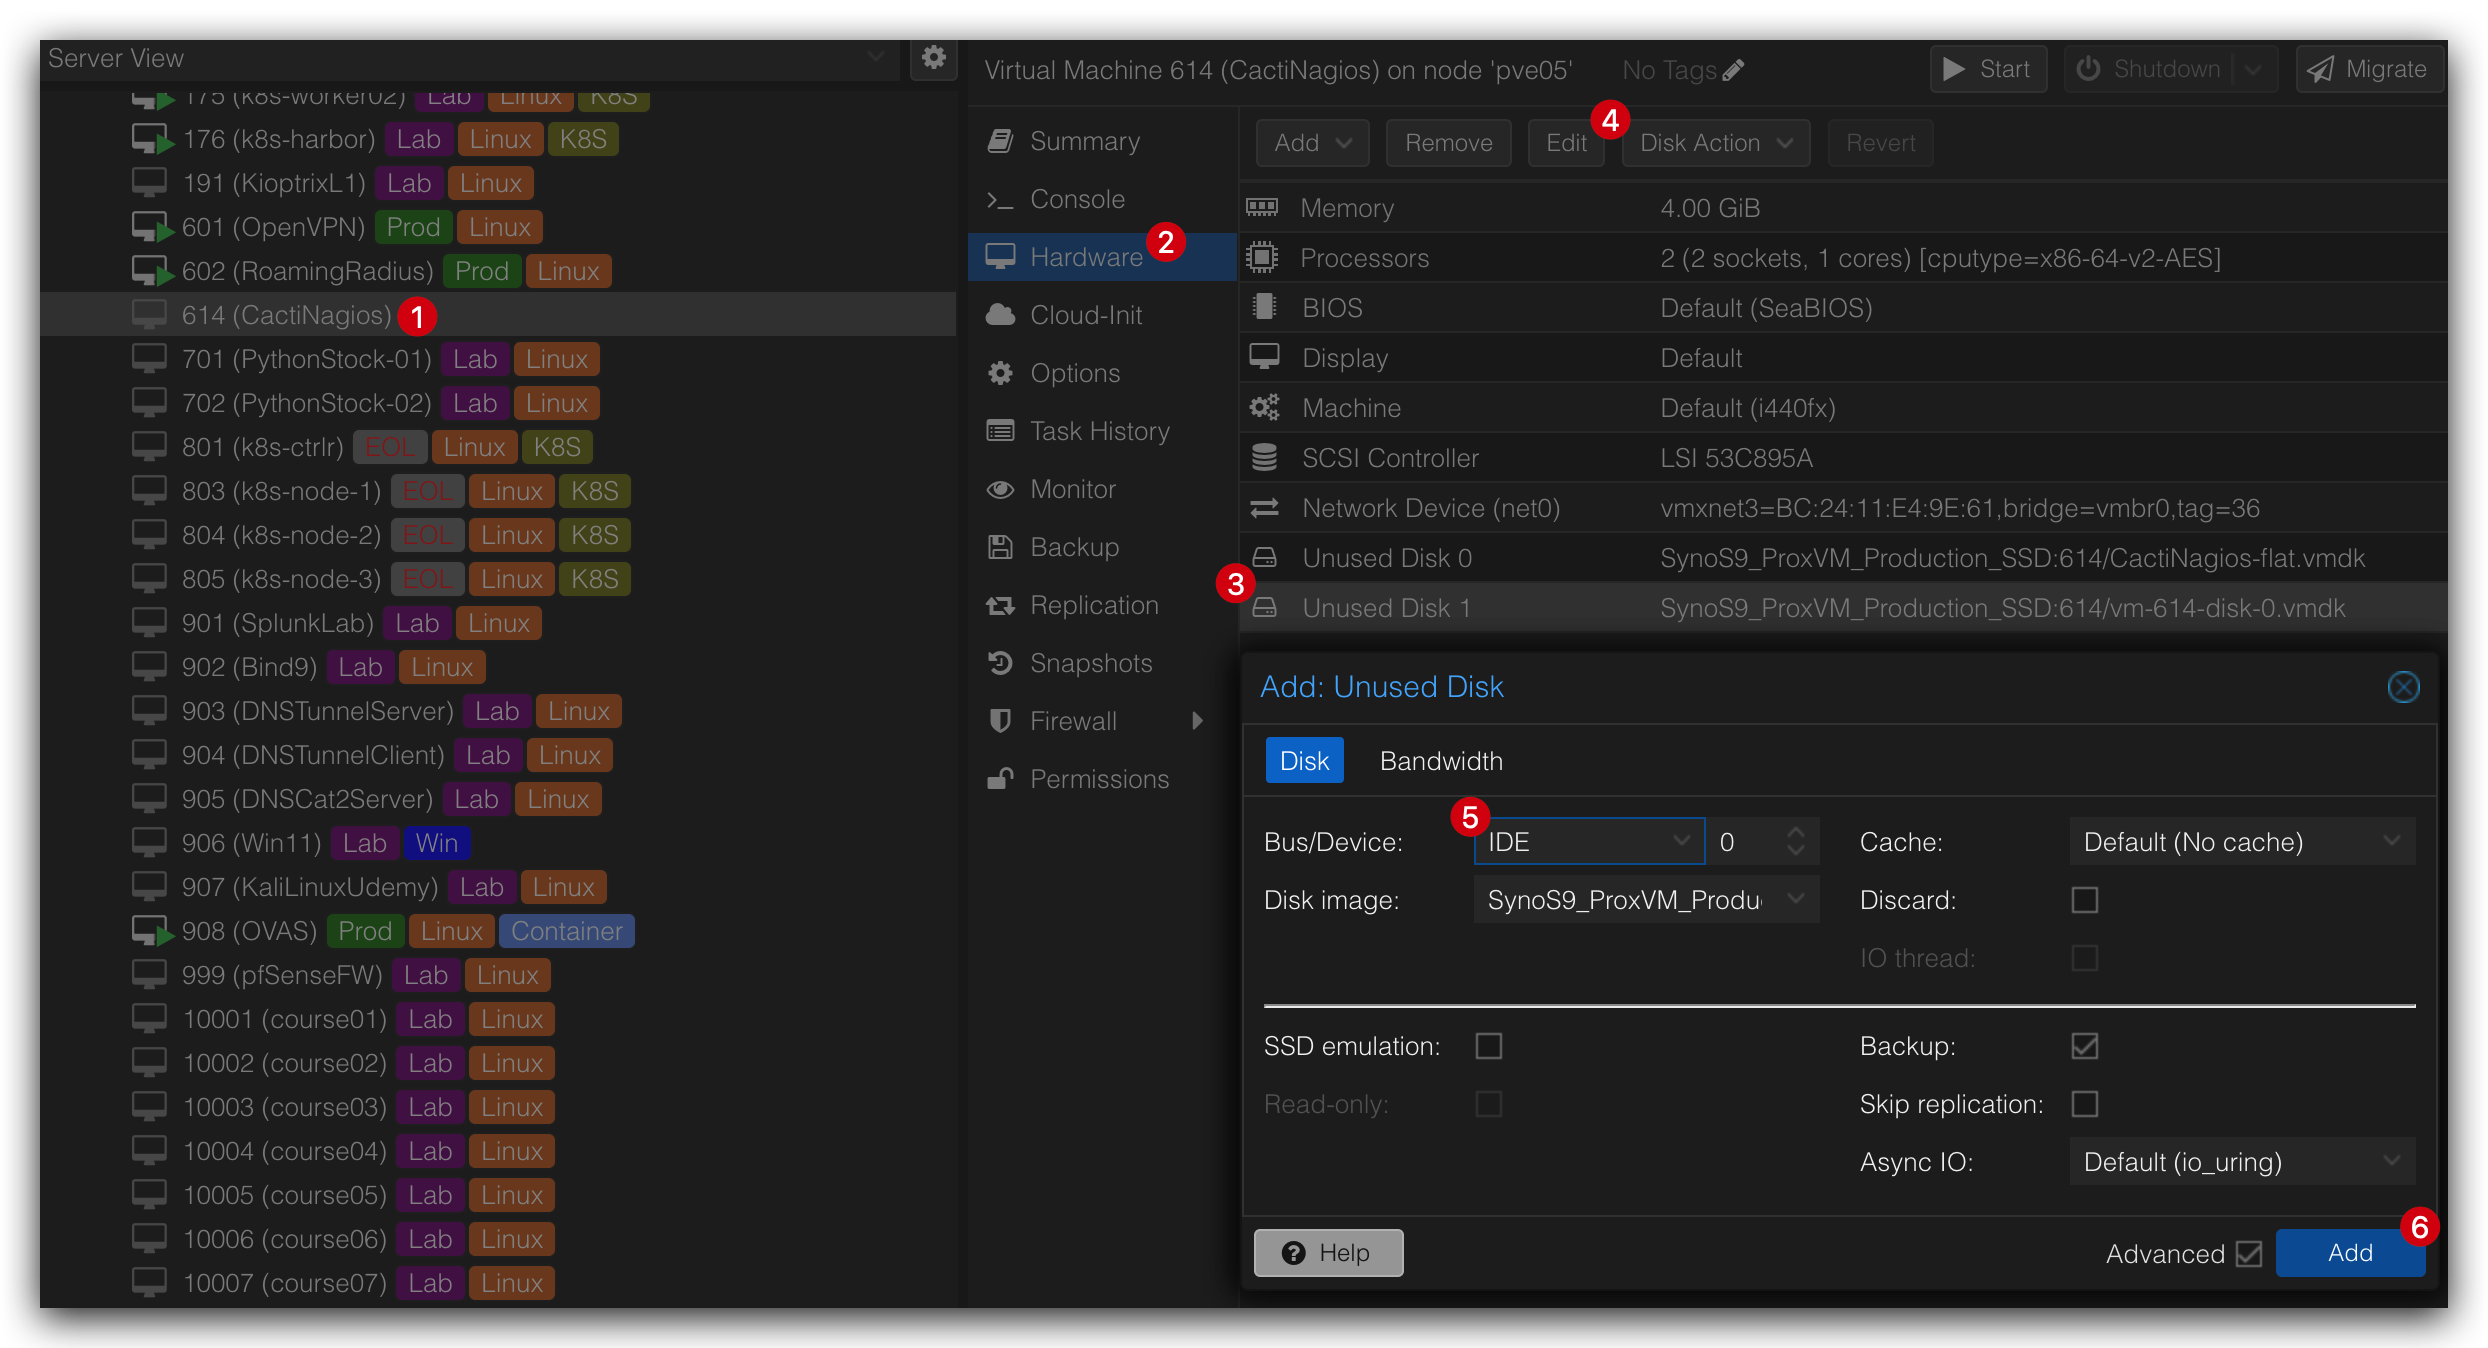 Server View
175 (k8s-worker02) Lab Linux K8S
176 (k8s-harbor) Lab Linux K8S
191 (KioptrixL1) Lab Linux
601 (OpenVPN) Prod Linux
602 (RoamingRadius) Prod Linux
614 (CactiNagios) 1
701 (PythonStock-01) Lab Linux
702 (PythonStock-02) Lab Linux
801 (k8s-ctrlr) EOL Linux K8S
803 (k8s-node-1) EOL Linux K8S
804 (k8s-node-2) EOL Linux K8S
805 (k8s-node-3) EOL Linux K8S
901 (SplunkLab) Lab Linux
902 (Bind9) Lab Linux
903 (DNSTunnelServer) Lab Linux
904 (DNSTunnelClient) Lab Linux
905 (DNSCat2Server) Lab Linux
906 (Win11) Lab Win
907 (KaliLinuxUdemy) Lab Linux
908 (OVAS) Prod Linux Container
999 (pfSenseFW) Lab Linux
10001 (course01) Lab Linux
10002 (course02) Lab Linux
10003 (course03) Lab Linux
10004 (course04) Lab Linux
10005 (course05) Lab Linux
10006 (course06) Lab Linux
10007 (course07) Lab Linux
Virtual Machine 614 (CactiNagios) on node 'pve05' No Tags Start Shutdown Migrate
Summary
Console
Hardware 2
Cloud-Init
Options
Task History
Monitor
Backup
Replication
Snapshots
Firewall
Permissions
Add Remove Edit 4 Disk Action Revert
Memory 4.00 GiB
Processors 2 (2 sockets, 1 cores) [cputype=x86-64-v2-AES]
BIOS Default (SeaBIOS)
Display Default
Machine Default (i440fx)
SCSI Controller LSI 53C895A
Network Device (net0) vmxnet3=BC:24:11:E4:9E:61,bridge=vmbr0,tag=36
Unused Disk 0 SynoS9_ProxVM_Production_SSD:614/CactiNagios-flat.vmdk
3 Unused Disk 1 SynoS9_ProxVM_Production_SSD:614/vm-614-disk-0.vmdk
Add: Unused Disk
Disk Bandwidth
Bus/Device: 5 IDE 0 Cache: Default (No cache)
Disk image: SynoS9_ProxVM_Produ Discard:
IO thread:
SSD emulation: Backup:
Read-only: Skip replication:
Async IO: Default (io_uring)
Help Advanced Add 6